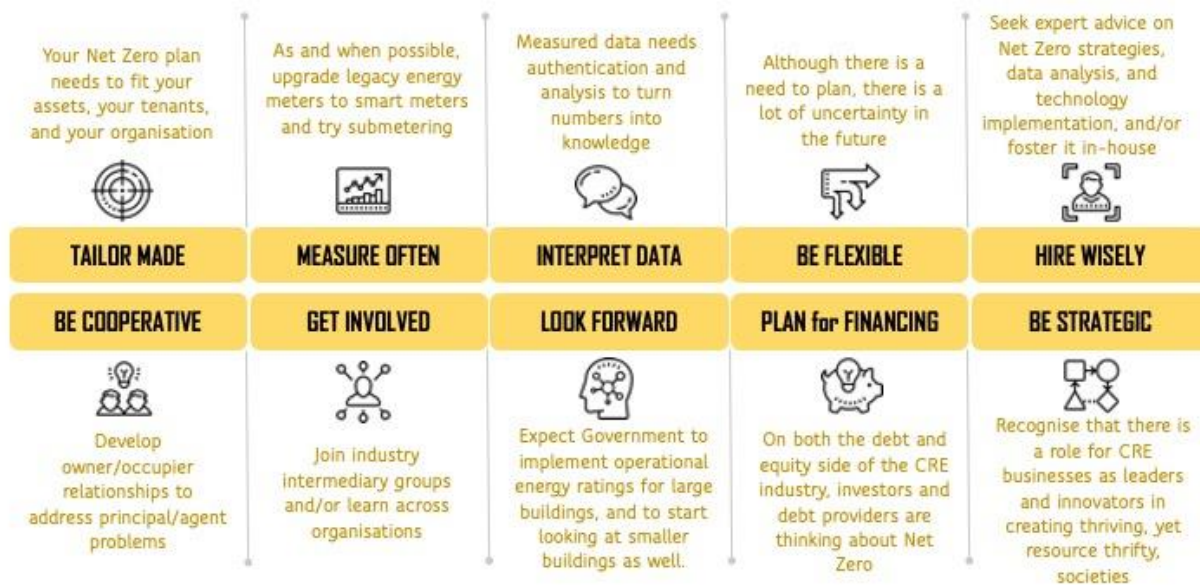 Your Net Zero plan
needs to fit your
assets, your tenants,
and your organisation
As and when possible,
upgrade legacy energy
meters to smart meters
and try submetering
Measured data needs
authentication and
analysis to turn
numbers into
knowledge
Although there is a
need to plan, there is a
lot of uncertainty in
the future
Seek expert advice on
Net Zero strategies,
data analysis, and
technology
implementation, and/or
foster it in-house
TAILOR MADE
MEASURE OFTEN
INTERPRET DATA
BE FLEXIBLE
HIRE WISELY
BE COOPERATIVE
GET INVOLVED
LOOK FORWARD
PLAN for FINANCING
BE STRATEGIC
Develop
owner/occupier
relationships to
address principal/agent
problems
Join industry
intermediary groups
and/or learn across
organisations
Expect Government to
implement operational
energy ratings for large
buildings, and to start
looking at smaller
buildings as well.
On both the debt and
equity side of the CRE
industry, investors and
debt providers are
thinking about Net
Zero
Recognise that there is
a role for CRE
businesses as leaders
and innovators in
creating thriving, yet
resource thrifty,
societies